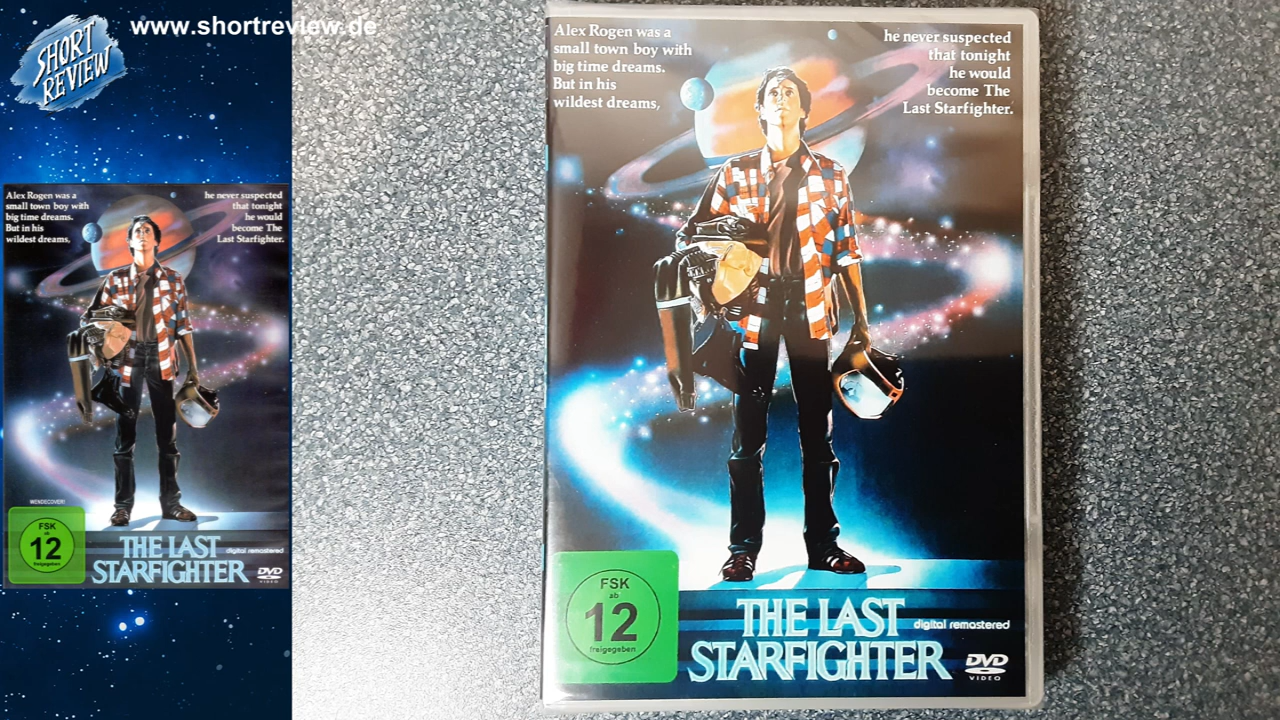 SHORT
REVIEW
www.shortreview.de
Alex Rogen was a
small town boy with
big time dreams.
But in his
wildest dreams,
he never suspected
that tonight
he would
become The
Last Starfighter.
WENDECOVER!
FSK
ab
12
freigegeben
THE LAST
STARFIGHTER
digital remastered
DVD
VIDEO
Alex Rogen was a
small town boy with
big time dreams.
But in his
wildest dreams,
he never suspected
that tonight
he would
become The
Last Starfighter.
FSK
ab
12
freigegeben
THE LAST
STARFIGHTER
digital remastered
DVD
VIDEO